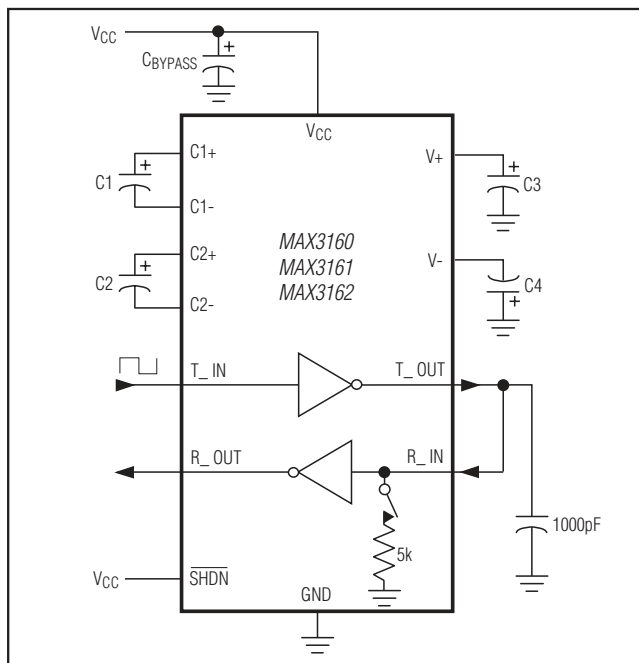 VCC
CBYPASS
+
VCC
C1+
C1
+
C1-
C2+
C2
+
C2-
V+
+
C3
V-
C4
+
MAX3160
MAX3161
MAX3162
T_ IN
T_ OUT
R_ OUT
R_ IN
5k
1000pF
VCC
SHDN
GND